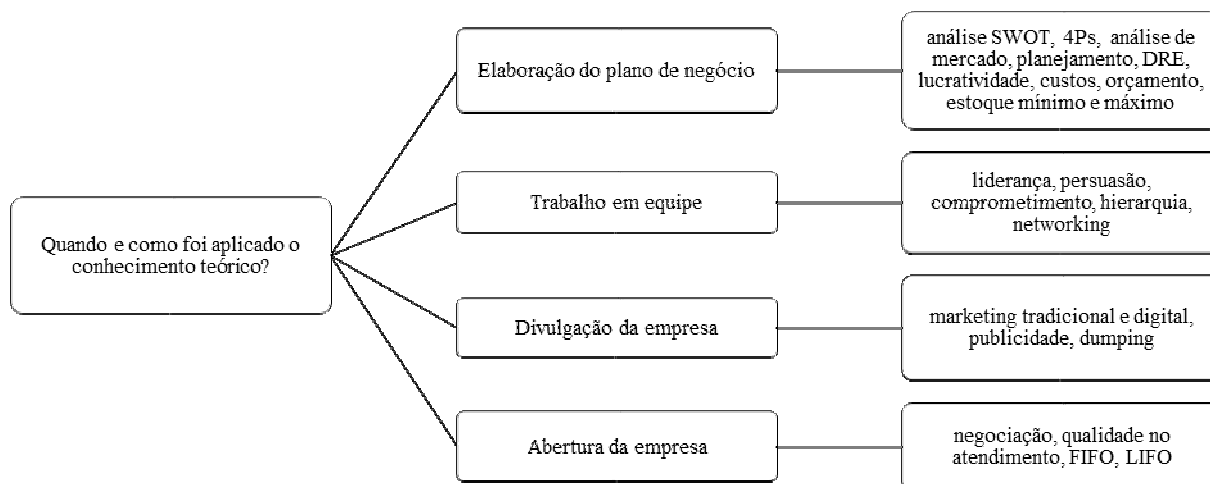 Quando e como foi aplicado o
conhecimento teórico?
Elaboração do plano de negócio
análise SWOT, 4Ps, análise de
mercado, planejamento, DRE,
lucratividade, custos, orçamento,
estoque mínimo e máximo
Trabalho em equipe
liderança, persuasão,
comprometimento, hierarquia,
networking
Divulgação da empresa
marketing tradicional e digital,
publicidade, dumping
Abertura da empresa
negociação, qualidade no
atendimento, FIFO, LIFO